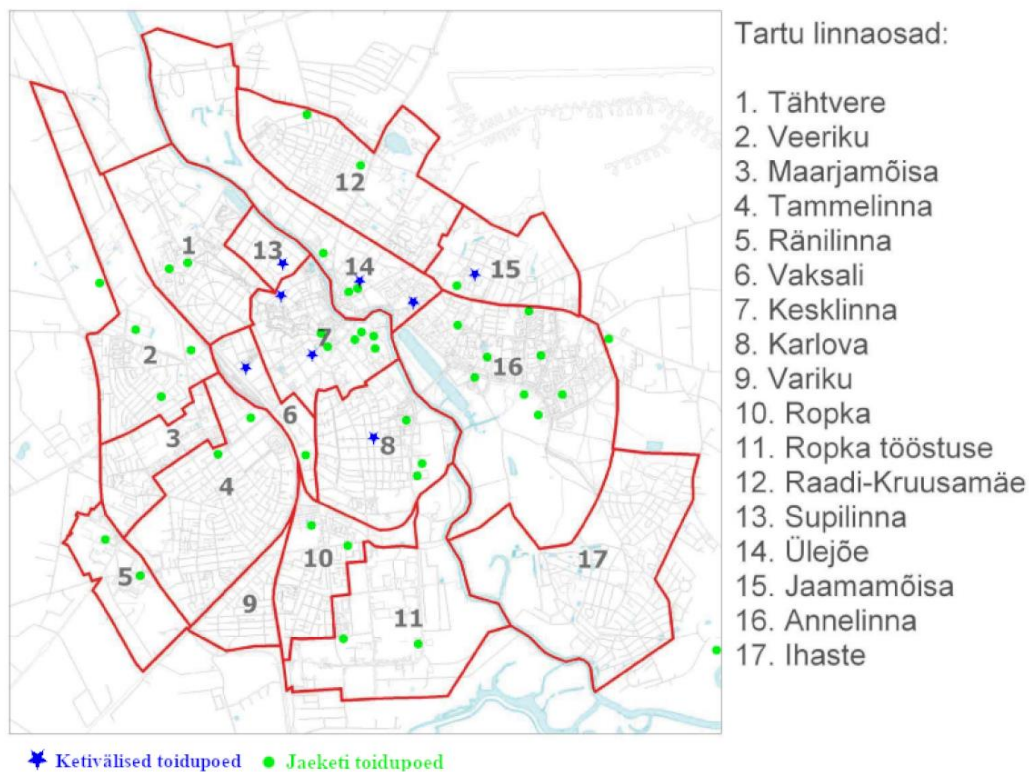 Tartu linnaosad:
1. Tähtvere
2. Veeriku
3. Maarjamõisa
4. Tammelinna
5. Ränilinna
6. Vaksali
7. Kesklinna
8. Karlova
9. Variku
10. Ropka
11. Ropka tööstuse
12. Raadi-Kruusamäe
13. Supilinna
14. Ülejõe
15. Jaamamõisa
16. Annelinna
17. Ihaste
12
1
13
14
15
2
7
16
6
3
8
4
10
17
5
9
11
Ketivälised toidupoed
Jaeketi toidupoed